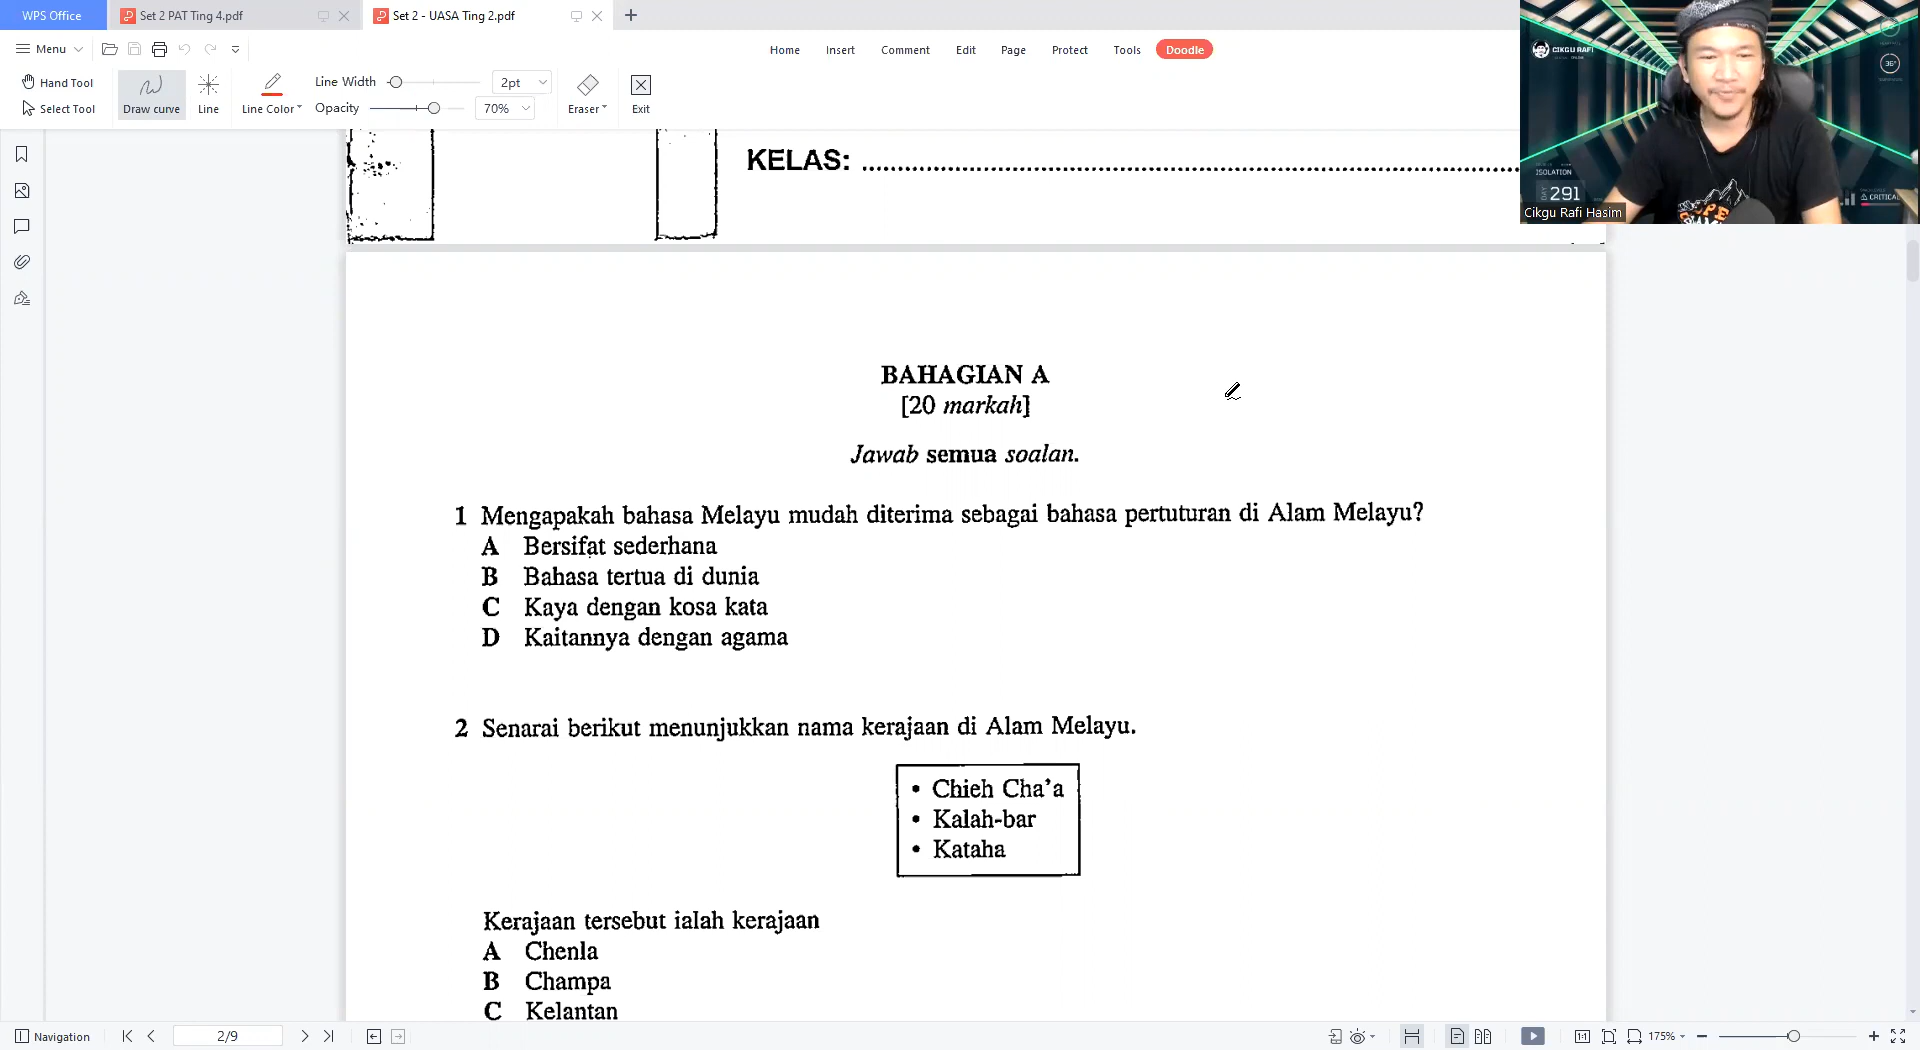 WPS Office
Set 2 PAT Ting 4.pdf
Set 2 - UASA Ting 2.pdf
Menu
Home
Insert
Comment
Edit
Page
Protect
Tools
Doodle
Hand Tool
Select Tool
Draw curve
Line
Line Color
Line Width
2pt
Opacity
70%
Eraser
Exit
CIKGU RAFI
36°
ISOLATION
DAY 291
CRITICAL
Cikgu Rafi Hasim
KELAS: ................................................................
BAHAGIAN A
[20 markah]
Jawab semua soalan.
1 Mengapakah bahasa Melayu mudah diterima sebagai bahasa pertuturan di Alam Melayu?
A Bersifat sederhana
B Bahasa tertua di dunia
C Kaya dengan kosa kata
D Kaitannya dengan agama
2 Senarai berikut menunjukkan nama kerajaan di Alam Melayu.
• Chieh Cha'a
• Kalah-bar
• Kataha
Kerajaan tersebut ialah kerajaan
A Chenla
B Champa
C Kelantan
Navigation
2/9
175%